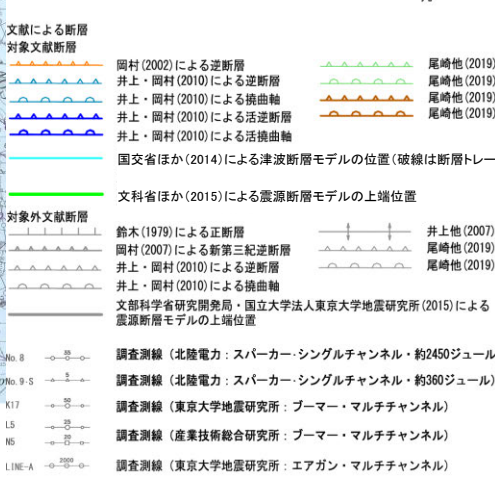 文献による断層
対象文献断層
岡村(2002)による逆断層 尾崎他(2019)
井上・岡村(2010)による逆断層 尾崎他(2019)
井上・岡村(2010)による撓曲軸 尾崎他(2019)
井上・岡村(2010)による活逆断層 尾崎他(2019)
井上・岡村(2010)による活撓曲軸
国交省ほか(2014)による津波断層モデルの位置(破線は断層トレー
文科省ほか(2015)による震源断層モデルの上端位置
対象外文献断層
鈴木(1979)による正断層 井上他(2007)
岡村(2007)による新第三紀逆断層 尾崎他(2019)
井上・岡村(2010)による逆断層 尾崎他(2019)
井上・岡村(2010)による撓曲軸
文部科学省研究開発局・国立大学法人東京大学地震研究所(2015)による
震源断層モデルの上端位置
No.8 35 調査測線(北陸電力:スパーカー・シングルチャンネル・約2450ジュール
No.9-S 5 調査測線(北陸電力:スパーカー・シングルチャンネル・約360ジュール)
K17 50 調査測線(東京大学地震研究所:ブーマー・マルチチャンネル)
L5 25
調査測線(産業技術総合研究所:ブーマー・マルチチャンネル)
N5 20
LINE-A 2000 調査測線(東京大学地震研究所:エアガン・マルチチャンネル)